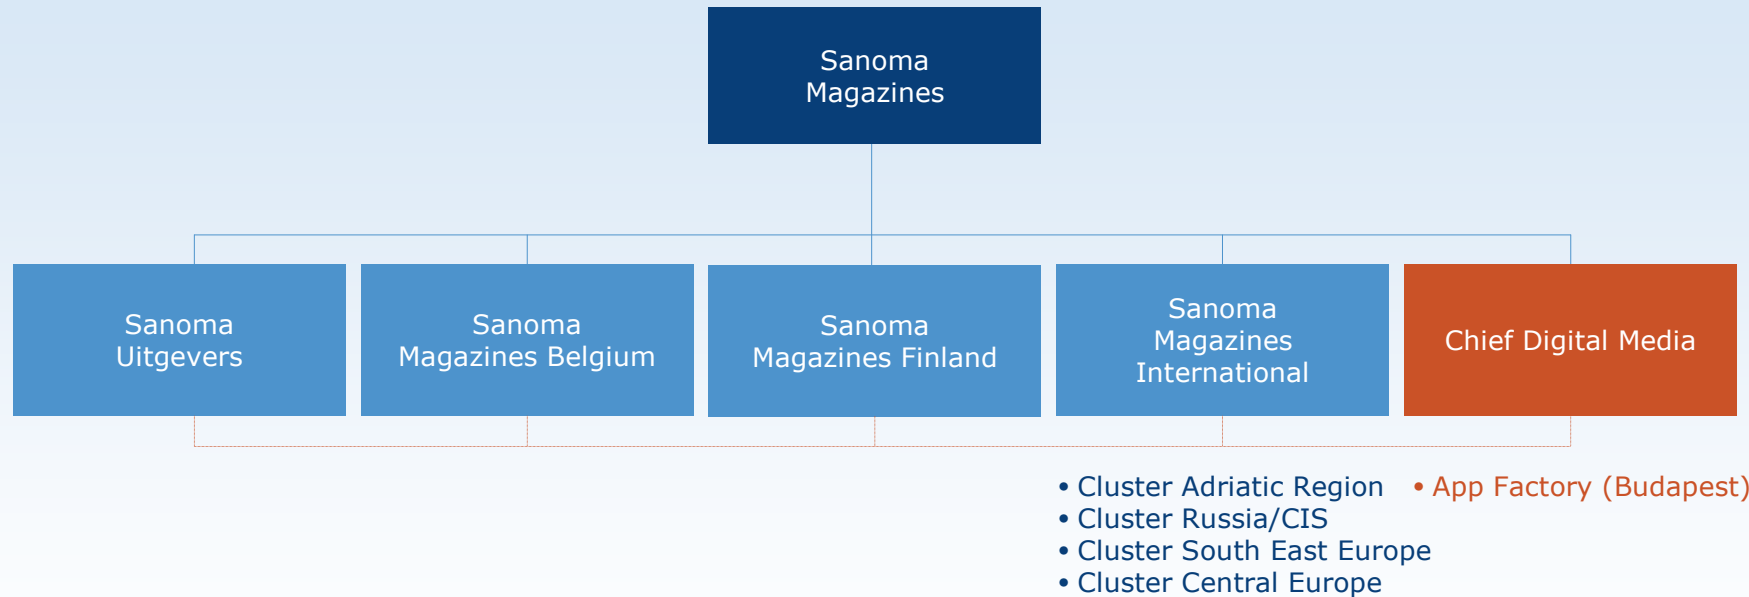 Sanoma
Magazines
Sanoma
Uitgevers
Sanoma
Magazines Belgium
Sanoma
Magazines Finland
Sanoma
Magazines
International
Chief Digital Media
• Cluster Adriatic Region
• Cluster Russia/CIS
• Cluster South East Europe
• Cluster Central Europe
• App Factory (Budapest)